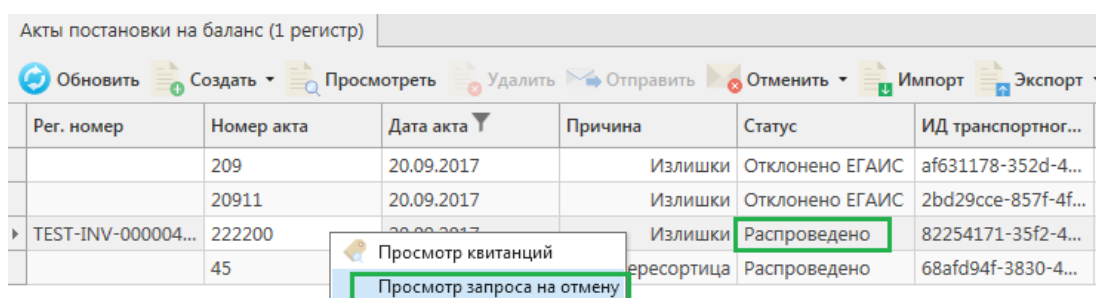 Акты постановки на баланс (1 регистр)
Обновить Создать Просмотреть Удалить Отправить Отменить Импорт Экспорт
Рег. номер Номер акта Дата акта Причина Статус ИД транспортног...
209 20.09.2017 Излишки Отклонено ЕГАИС af631178-352d-4...
20911 20.09.2017 Излишки Отклонено ЕГАИС 2bd29cce-857f-4f...
TEST-INV-000004... 222200 20.09.2017 Излишки Распроведено 82254171-35f2-4...
Просмотр квитанций
45 ересортица Распроведено 68afd94f-3830-4...
Просмотр запроса на отмену